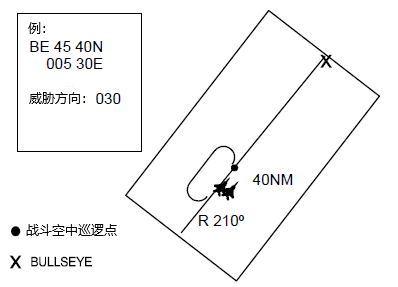 例:
BE 45 40N
005 30E
威胁方向: 030
X
40NM
R 210º
战斗空中巡逻点
X BULLSEYE